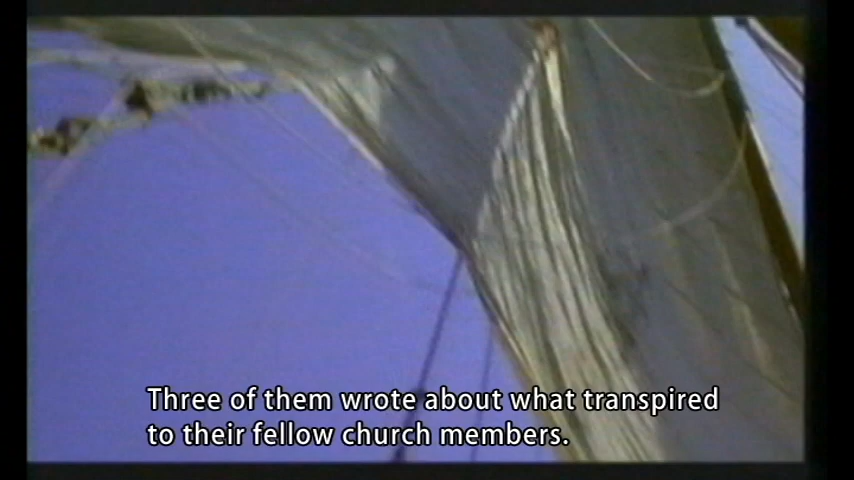 Three of them wrote about what transpired
to their fellow church members.